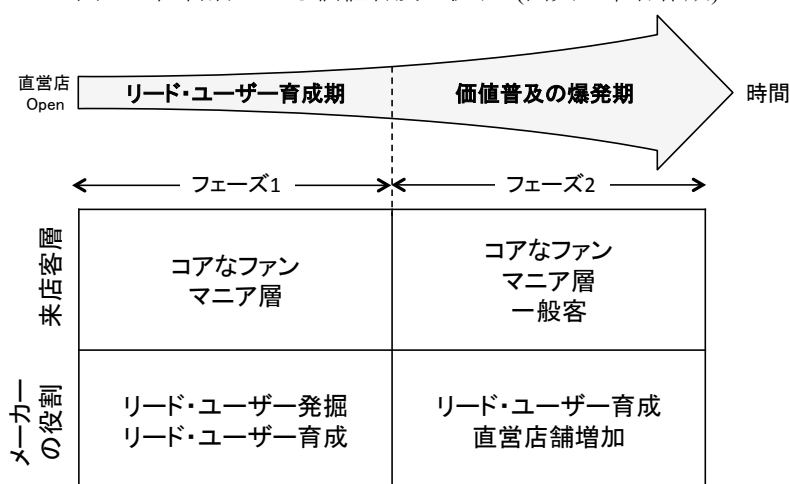 直営店
Open
リード・ユーザー育成期
価値普及の爆発期
時間
フェーズ1
フェーズ2
来店客層
コアなファン
マニア層
コアなファン
マニア層
一般客
メーカー
の役割
リード・ユーザー発掘
リード・ユーザー育成
リード・ユーザー育成
直営店舗増加